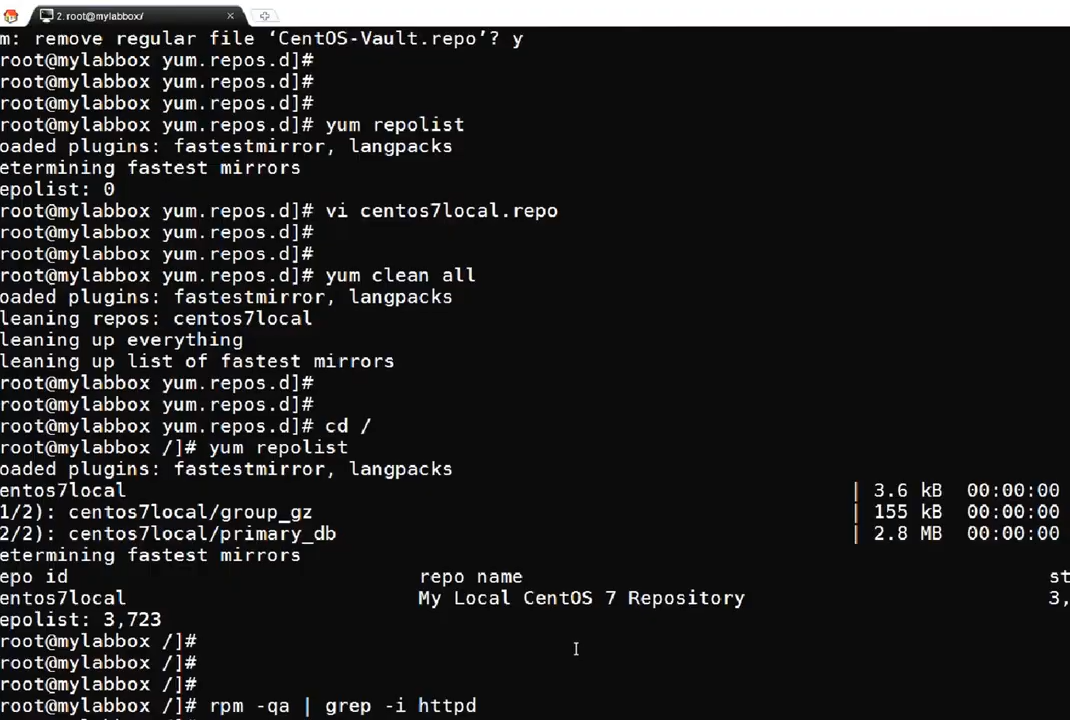 2: root@mylabbox/
m: remove regular file ‘CentOS-Vault.repo’? y
root@mylabbox yum.repos.d]#
root@mylabbox yum.repos.d]#
root@mylabbox yum.repos.d]#
root@mylabbox yum.repos.d]# yum repolist
oaded plugins: fastestmirror, langpacks
etermining fastest mirrors
epolist: 0
root@mylabbox yum.repos.d]# vi centos7local.repo
root@mylabbox yum.repos.d]#
root@mylabbox yum.repos.d]#
root@mylabbox yum.repos.d]# yum clean all
oaded plugins: fastestmirror, langpacks
leaning repos: centos7local
leaning up everything
leaning up list of fastest mirrors
root@mylabbox yum.repos.d]#
root@mylabbox yum.repos.d]#
root@mylabbox yum.repos.d]# cd /
root@mylabbox /]# yum repolist
oaded plugins: fastestmirror, langpacks
entos7local | 3.6 kB 00:00:00
1/2): centos7local/group_gz | 155 kB 00:00:00
2/2): centos7local/primary_db | 2.8 MB 00:00:00
etermining fastest mirrors
epo id repo name st
entos7local My Local CentOS 7 Repository 3,
epolist: 3,723
root@mylabbox /]#
root@mylabbox /]#
root@mylabbox /]#
root@mylabbox /]# rpm -qa | grep -i httpd